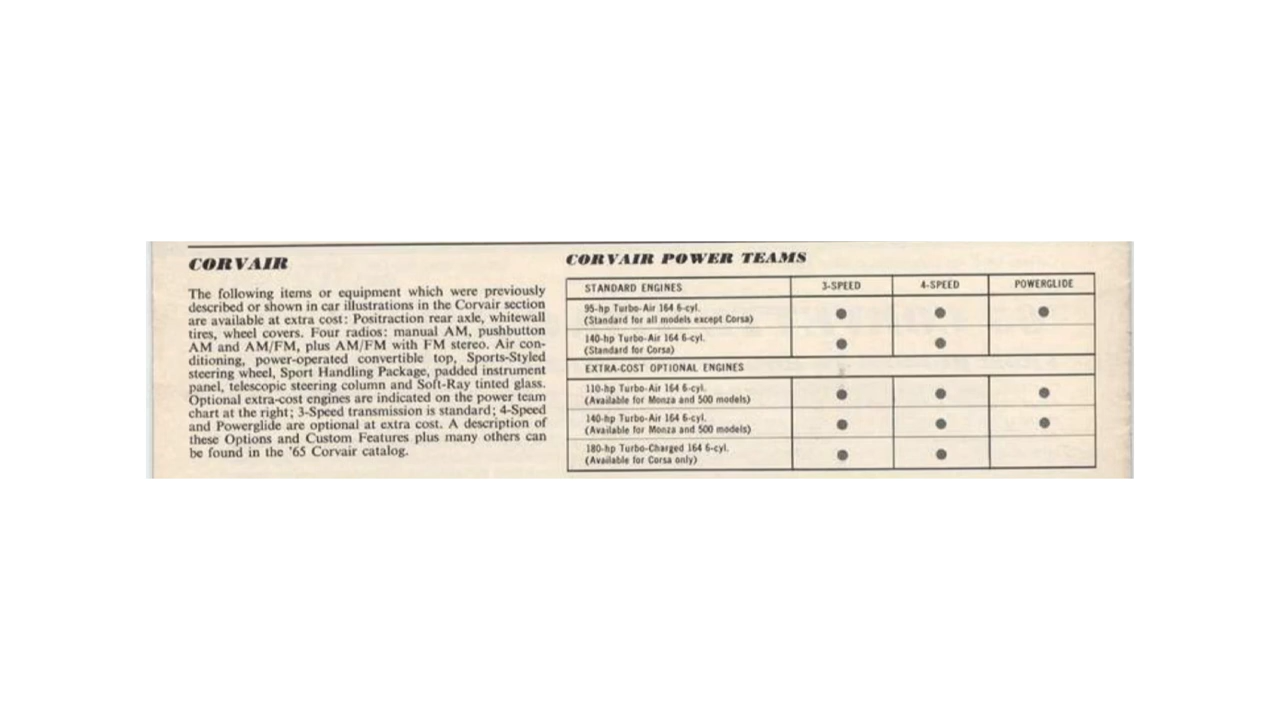 CORVAIR
The following items or equipment which were previously
described or shown in car illustrations in the Corvair section
are available at extra cost: Positraction rear axle, whitewall
tires, wheel covers. Four radios: manual AM, pushbutton
AM and AM/FM, plus AM/FM with FM stereo. Air con-
ditioning, power-operated convertible top, Sports-Styled
steering wheel, Sport Handling Package, padded instrument
panel, telescopic steering column and Soft-Ray tinted glass.
Optional extra-cost engines are indicated on the power team
chart at the right; 3-Speed transmission is standard; 4-Speed
and Powerglide are optional at extra cost. A description of
these Options and Custom Features plus many others can
be found in the '65 Corvair catalog.
CORVAIR POWER TEAMS
STANDARD ENGINES 3-SPEED 4-SPEED POWERGLIDE
95-hp Turbo-Air 164 6-cyl. ● ● ●
(Standard for all models except Corsa)
140-hp Turbo-Air 164 6-cyl. ● ●
(Standard for Corsa)
EXTRA-COST OPTIONAL ENGINES
110-hp Turbo-Air 164 6-cyl. ● ● ●
(Available for Monza and 500 models)
140-hp Turbo-Air 164 6-cyl. ● ● ●
(Available for Monza and 500 models)
180-hp Turbo-Charged 164 6-cyl. ● ●
(Available for Corsa only)